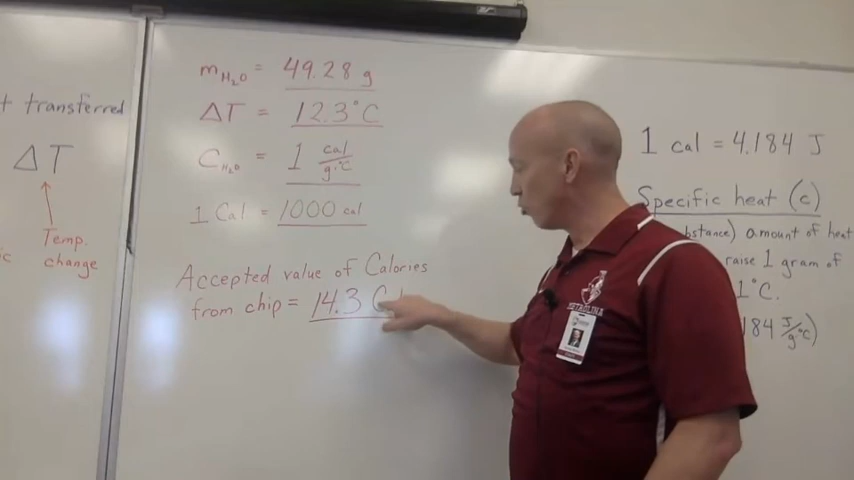 t transferred
ΔT
Temp.
change
m H₂O = 49.28 g
ΔT = 12.3°C
C H₂O = 1 cal/g·°C
1 Cal = 1000 cal
Accepted value of Calories
from chip = 14.3 C
1 cal = 4.184 J
Specific heat (c)
bstance) amount of heat
raise 1 gram of
1°C.
184 J/g·°C)